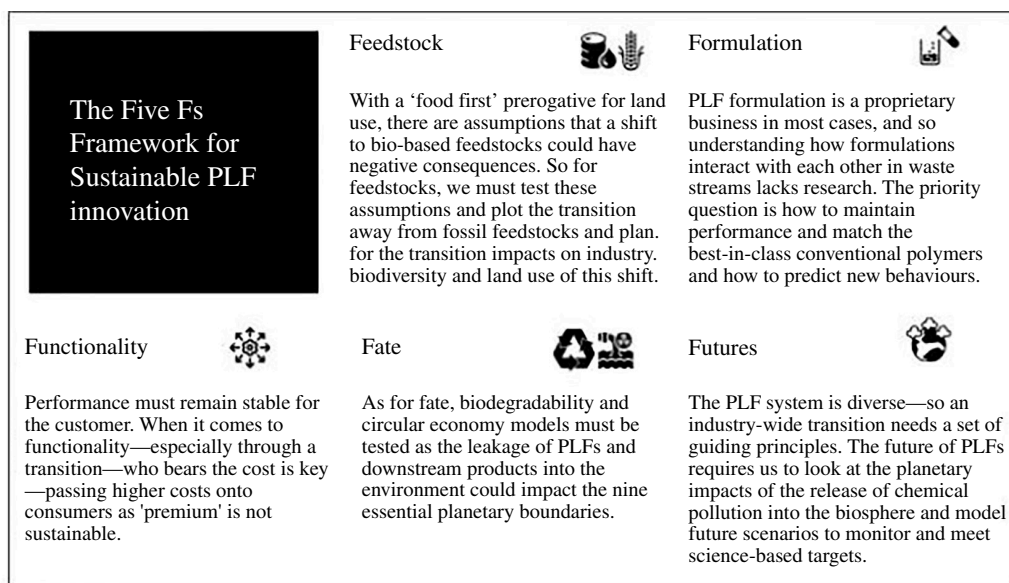 The Five Fs
Framework for
Sustainable PLF
innovation
Feedstock
With a ‘food first’ prerogative for land
use, there are assumptions that a shift
to bio-based feedstocks could have
negative consequences. So for
feedstocks, we must test these
assumptions and plot the transition
away from fossil feedstocks and plan.
for the transition impacts on industry.
biodiversity and land use of this shift.
Formulation
PLF formulation is a proprietary
business in most cases, and so
understanding how formulations
interact with each other in waste
streams lacks research. The priority
question is how to maintain
performance and match the
best-in-class conventional polymers
and how to predict new behaviours.
Functionality
Performance must remain stable for
the customer. When it comes to
functionality—especially through a
transition—who bears the cost is key
—passing higher costs onto
consumers as 'premium' is not
sustainable.
Fate
As for fate, biodegradability and
circular economy models must be
tested as the leakage of PLFs and
downstream products into the
environment could impact the nine
essential planetary boundaries.
Futures
The PLF system is diverse—so an
industry-wide transition needs a set of
guiding principles. The future of PLFs
requires us to look at the planetary
impacts of the release of chemical
pollution into the biosphere and model
future scenarios to monitor and meet
science-based targets.